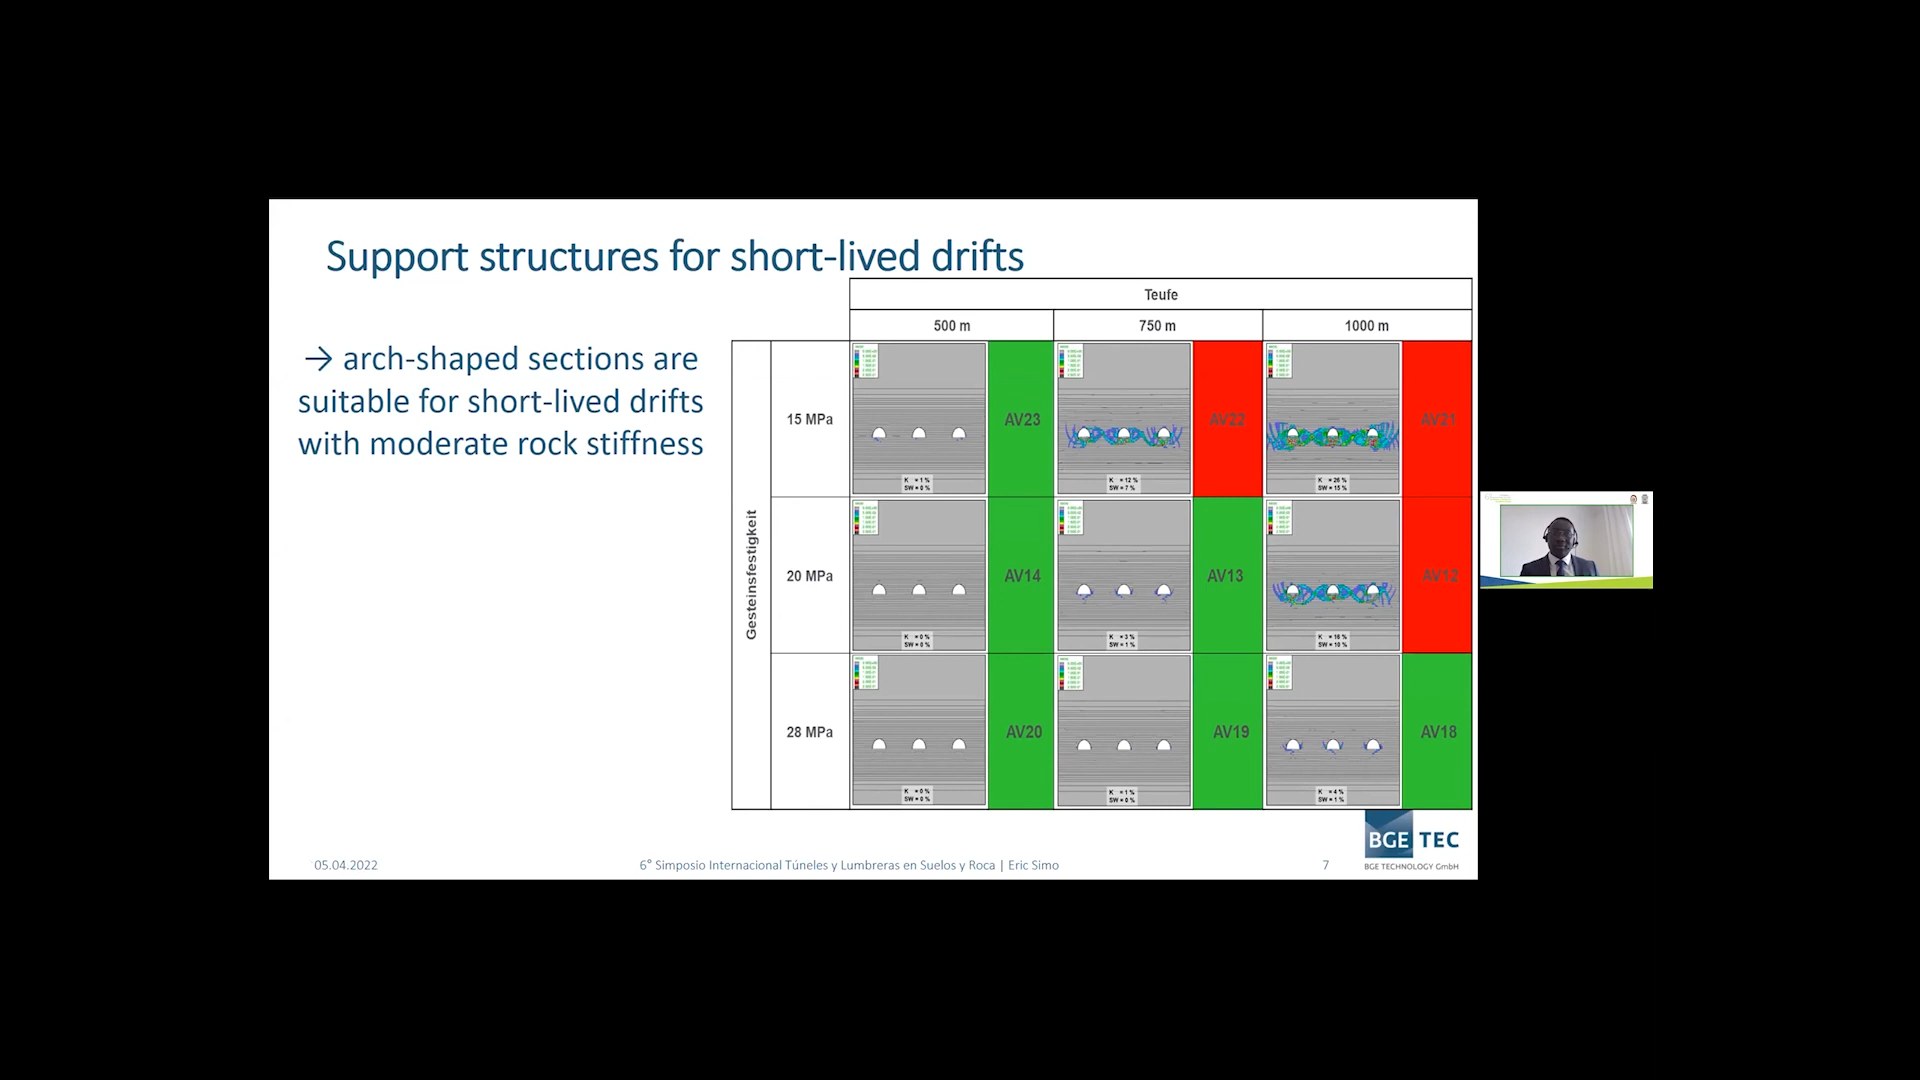 Support structures for short-lived drifts
→ arch-shaped sections are
suitable for short-lived drifts
with moderate rock stiffness
Teufe
500 m
750 m
1000 m
Gesteinsfestigkeit
15 MPa
K = 1 %
SW = 0 %
AV23
K = 12 %
SW = 7 %
AV22
K = 26 %
SW = 15 %
AV21
20 MPa
K = 0 %
SW = 0 %
AV14
K = 3 %
SW = 1 %
AV13
K = 16 %
SW = 10 %
AV12
28 MPa
K = 0 %
SW = 0 %
AV20
K = 1 %
SW = 0 %
AV19
K = 4 %
SW = 1 %
AV18
BGE TEC
BGE TECHNOLOGY GmbH
05.04.2022
6° Simposio Internacional Túneles y Lumbreras en Suelos y Roca | Eric Simo
7